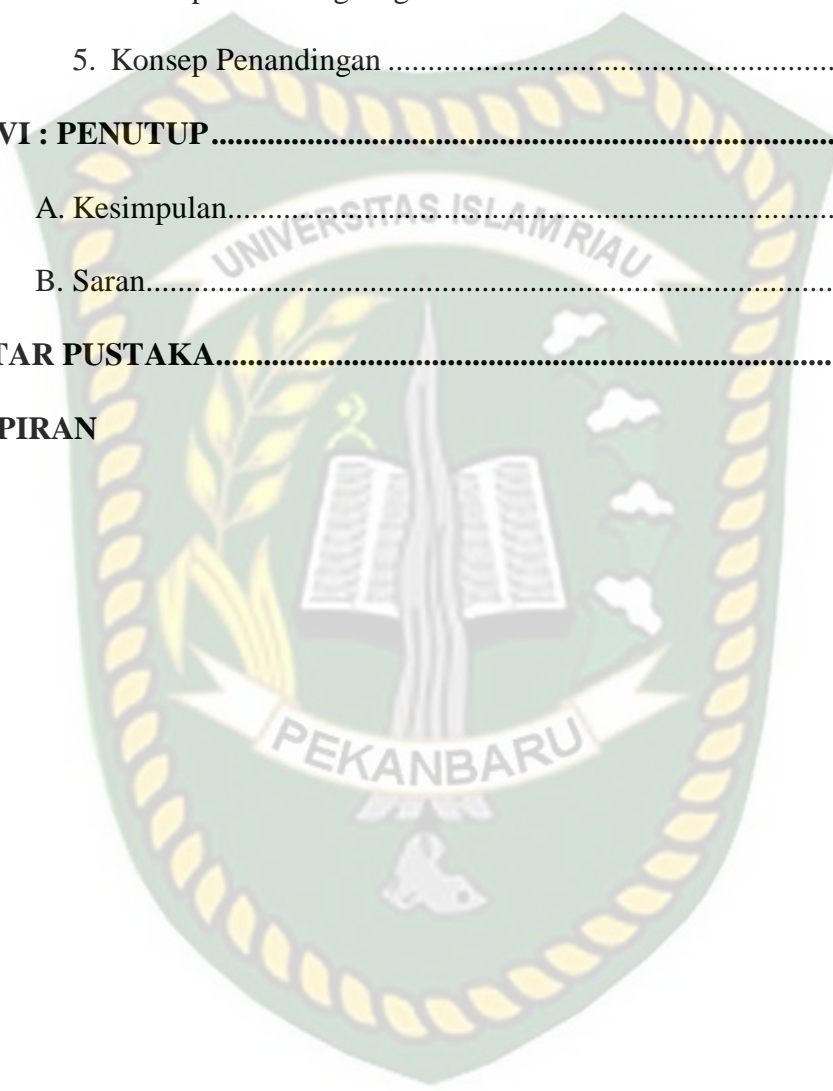 5. Konsep Penandingan ........................................................
VI : PENUTUP........................................................................
A. Kesimpulan......................................................................
B. Saran...............................................................................
TAR PUSTAKA......................................................................
PIRAN
UNIVERSITAS ISLAM RIAU
PEKANBARU